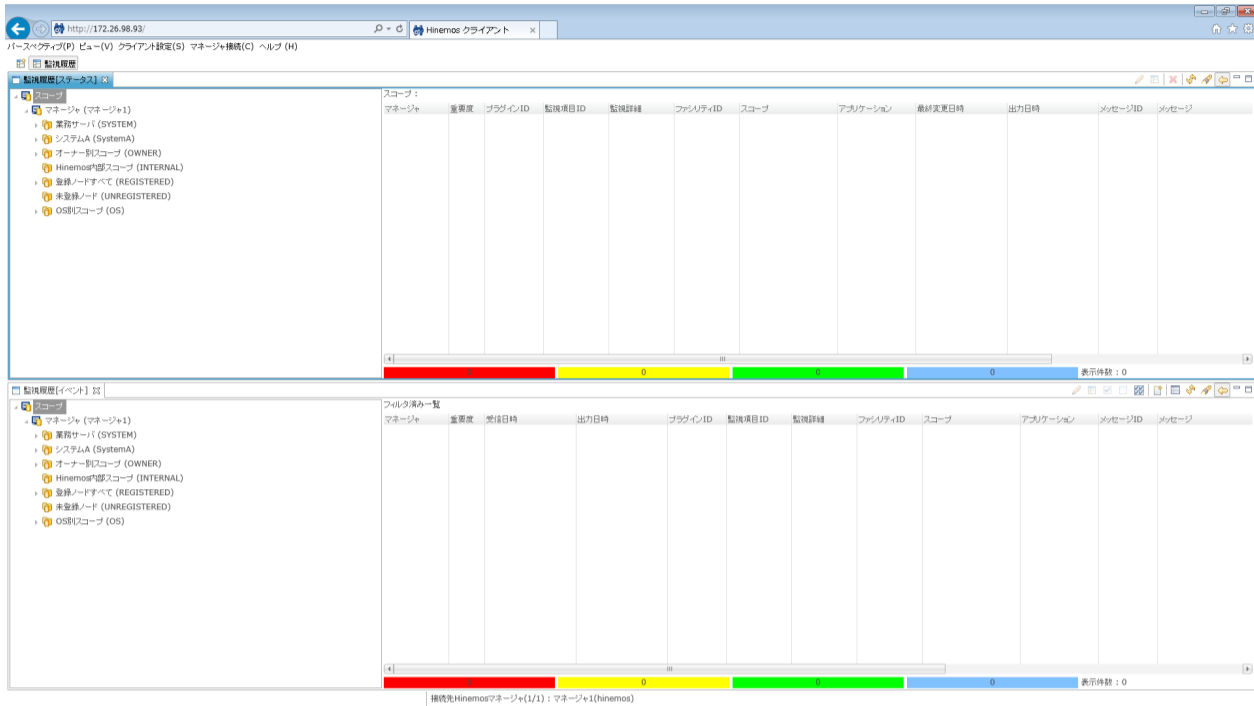 http://172.26.98.93/
Hinemos クライアント
パースペクティブ(P) ビュー(V) クライアント設定(S) マネージャ接続(C) ヘルプ (H)
監視履歴
監視履歴[ステータス]
スコープ
マネージャ (マネージャ1)
業務サーバ (SYSTEM)
システムA (SystemA)
オーナー別スコープ (OWNER)
Hinemos内部スコープ (INTERNAL)
登録ノードすべて (REGISTERED)
未登録ノード (UNREGISTERED)
OS別スコープ (OS)
スコープ :
マネージャ 重要度 プラグインID 監視項目ID 監視詳細 ファシリティID スコープ アプリケーション 最終変更日時 出力日時 メッセージID メッセージ
0 0 0 0 表示件数 : 0
監視履歴[イベント]
スコープ
マネージャ (マネージャ1)
業務サーバ (SYSTEM)
システムA (SystemA)
オーナー別スコープ (OWNER)
Hinemos内部スコープ (INTERNAL)
登録ノードすべて (REGISTERED)
未登録ノード (UNREGISTERED)
OS別スコープ (OS)
フィルタ済み一覧
マネージャ 重要度 受信日時 出力日時 プラグインID 監視項目ID 監視詳細 ファシリティID スコープ アプリケーション メッセージID メッセージ
0 0 0 0 表示件数 : 0
接続先Hinemosマネージャ(1/1) : マネージャ1(hinemos)